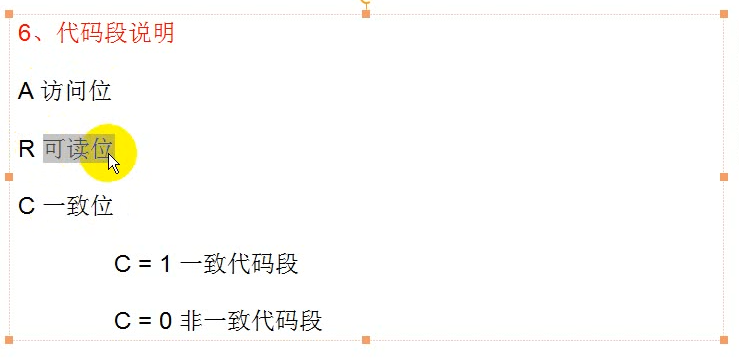 6、代码段说明
A 访问位
R 可读位
C 一致位
C = 1 一致代码段
C = 0 非一致代码段